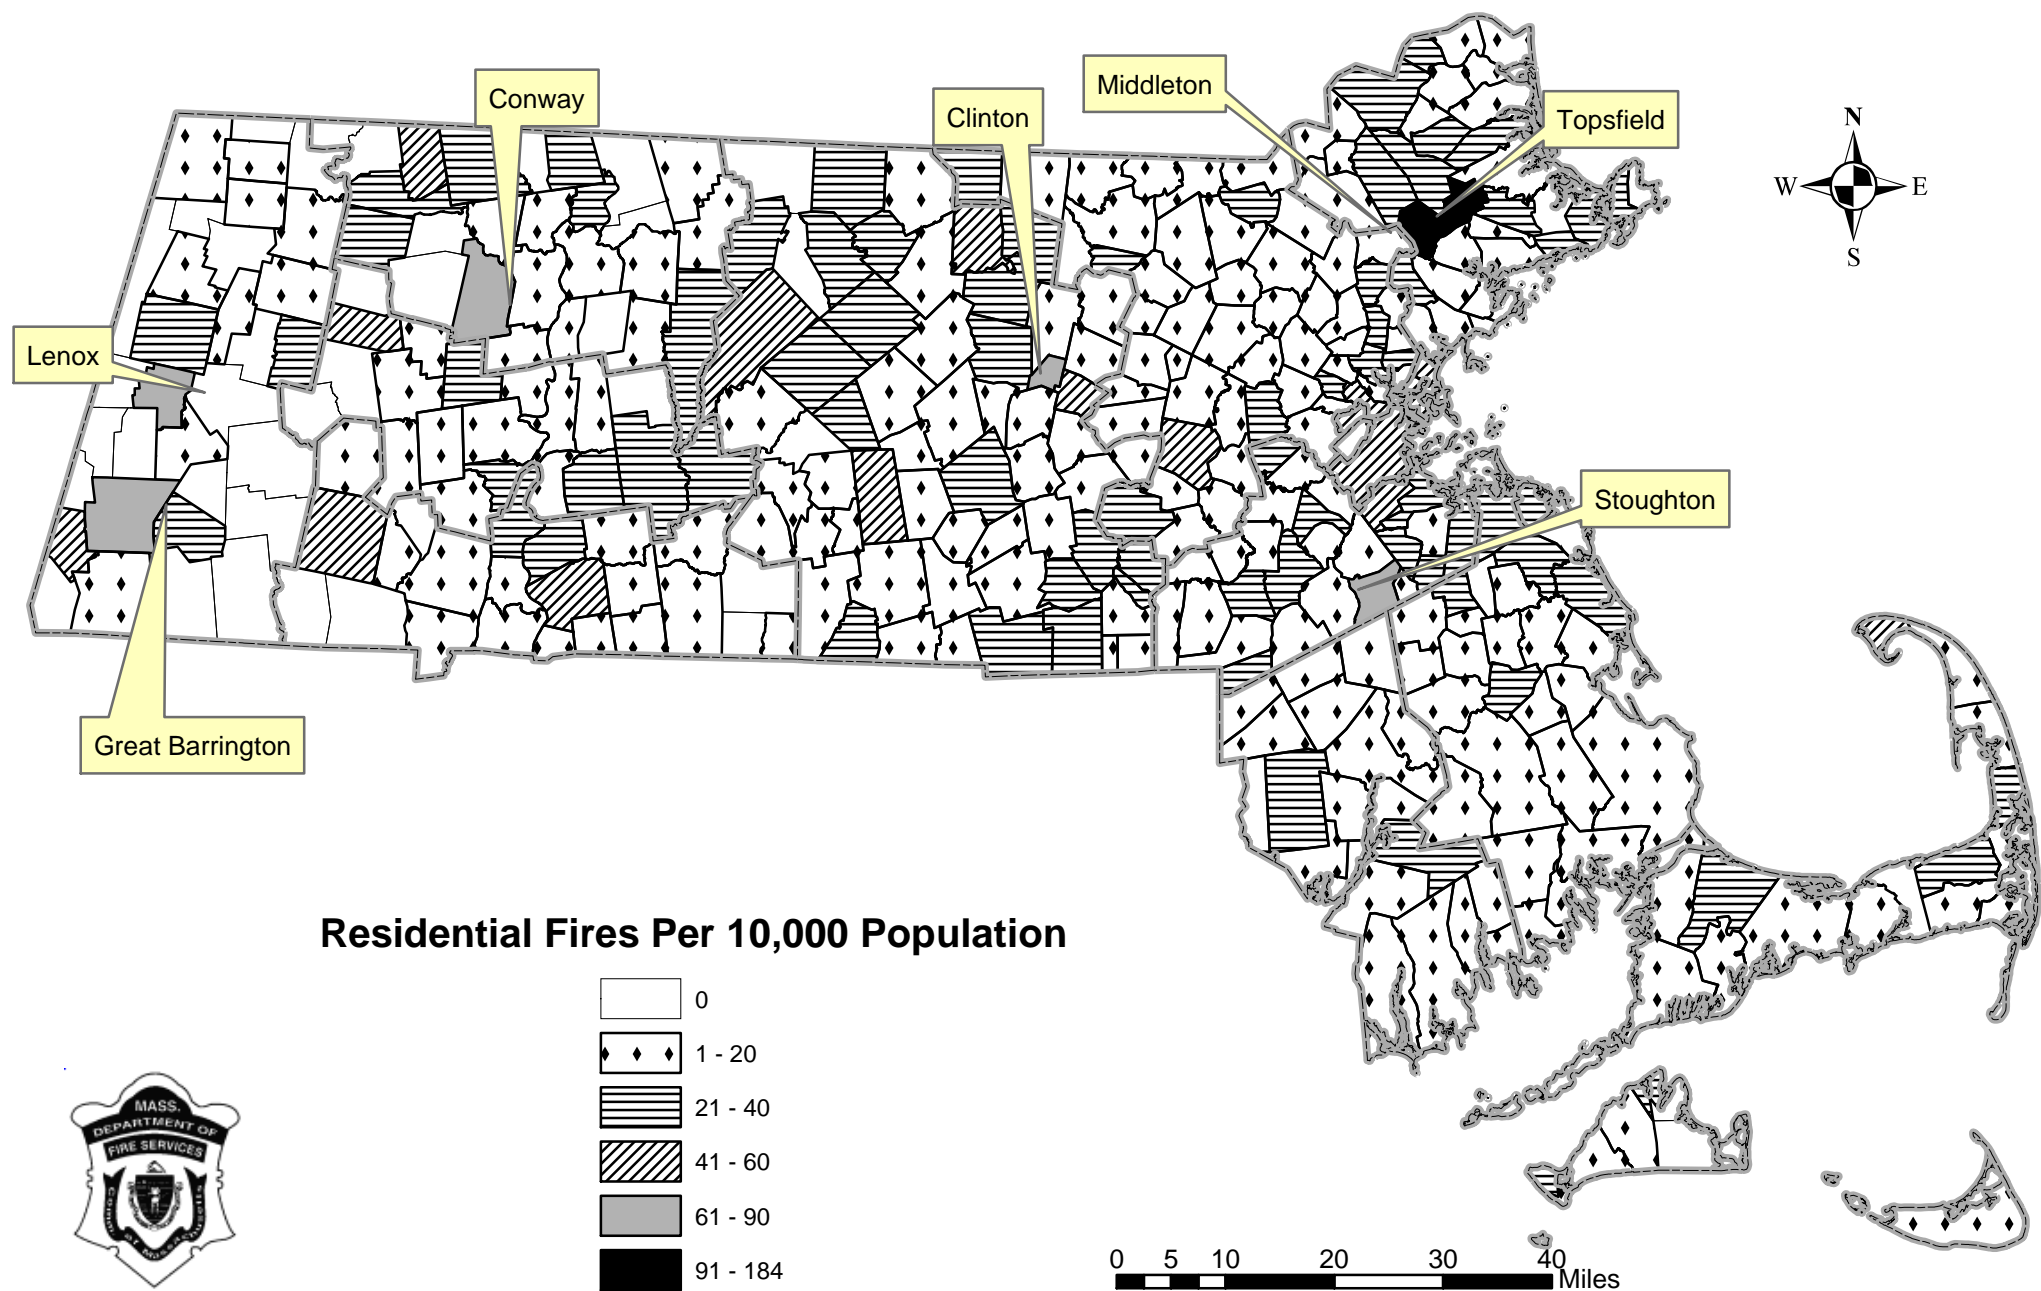 Conway
Clinton
Middleton
Topsfield
N
W
E
S
Lenox
Stoughton
Great Barrington
Residential Fires Per 10,000 Population
0
1 - 20
21 - 40
41 - 60
61 - 90
91 - 184
MASS.
DEPARTMENT OF
FIRE SERVICES
0 5 10 20 30 40
Miles